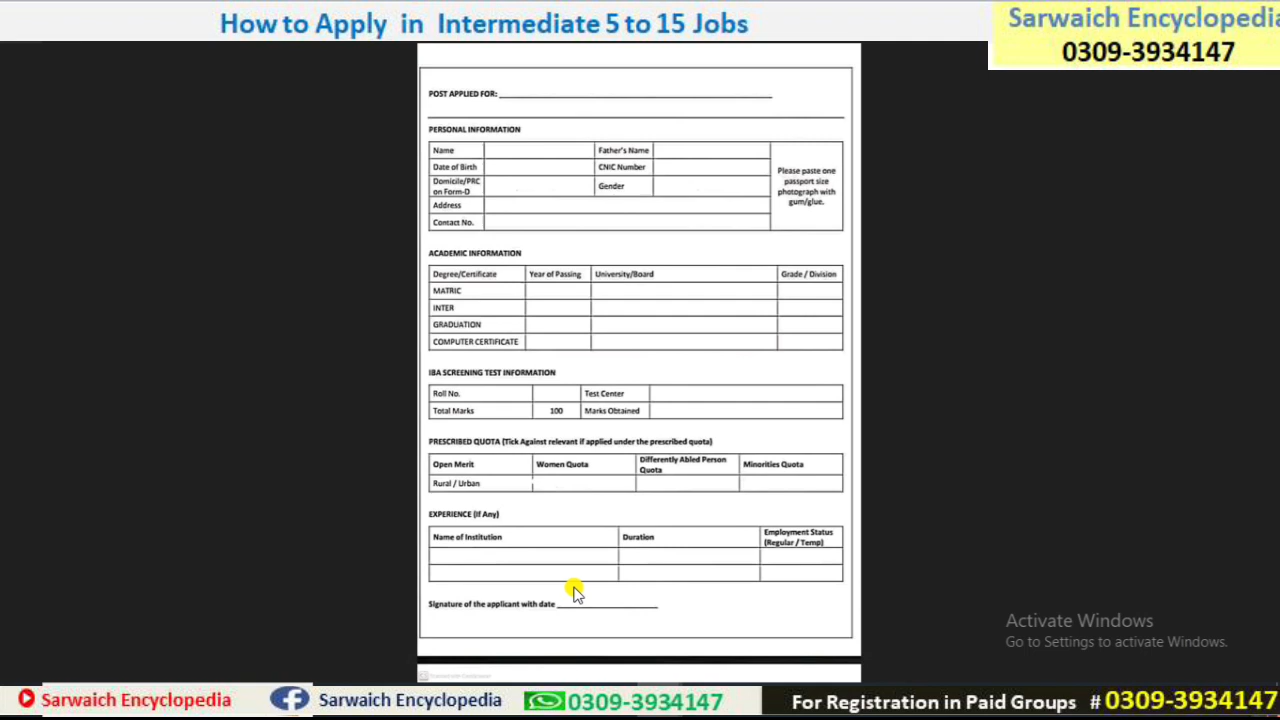 How to Apply in Intermediate 5 to 15 Jobs
Sarwaich Encyclopedia
0309-3934147
POST APPLIED FOR:
PERSONAL INFORMATION
Name Father's Name
Date of Birth CNIC Number
Domicile/PRC on Form-D Gender
Address
Contact No.
Please paste one
passport size
photograph with
gum/glue.
ACADEMIC INFORMATION
Degree/Certificate Year of Passing University/Board Grade / Division
MATRIC
INTER
GRADUATION
COMPUTER CERTIFICATE
IBA SCREENING TEST INFORMATION
Roll No. Test Center
Total Marks 100 Marks Obtained
PRESCRIBED QUOTA (Tick Against relevant if applied under the prescribed quota)
Open Merit Women Quota Differently Abled Person Quota Minorities Quota
Rural / Urban
EXPERIENCE (If Any)
Name of Institution Duration Employment Status (Regular / Temp)
Signature of the applicant with date
Activate Windows
Go to Settings to activate Windows.
Sarwaich Encyclopedia Sarwaich Encyclopedia 0309-3934147 For Registration in Paid Groups # 0309-3934147